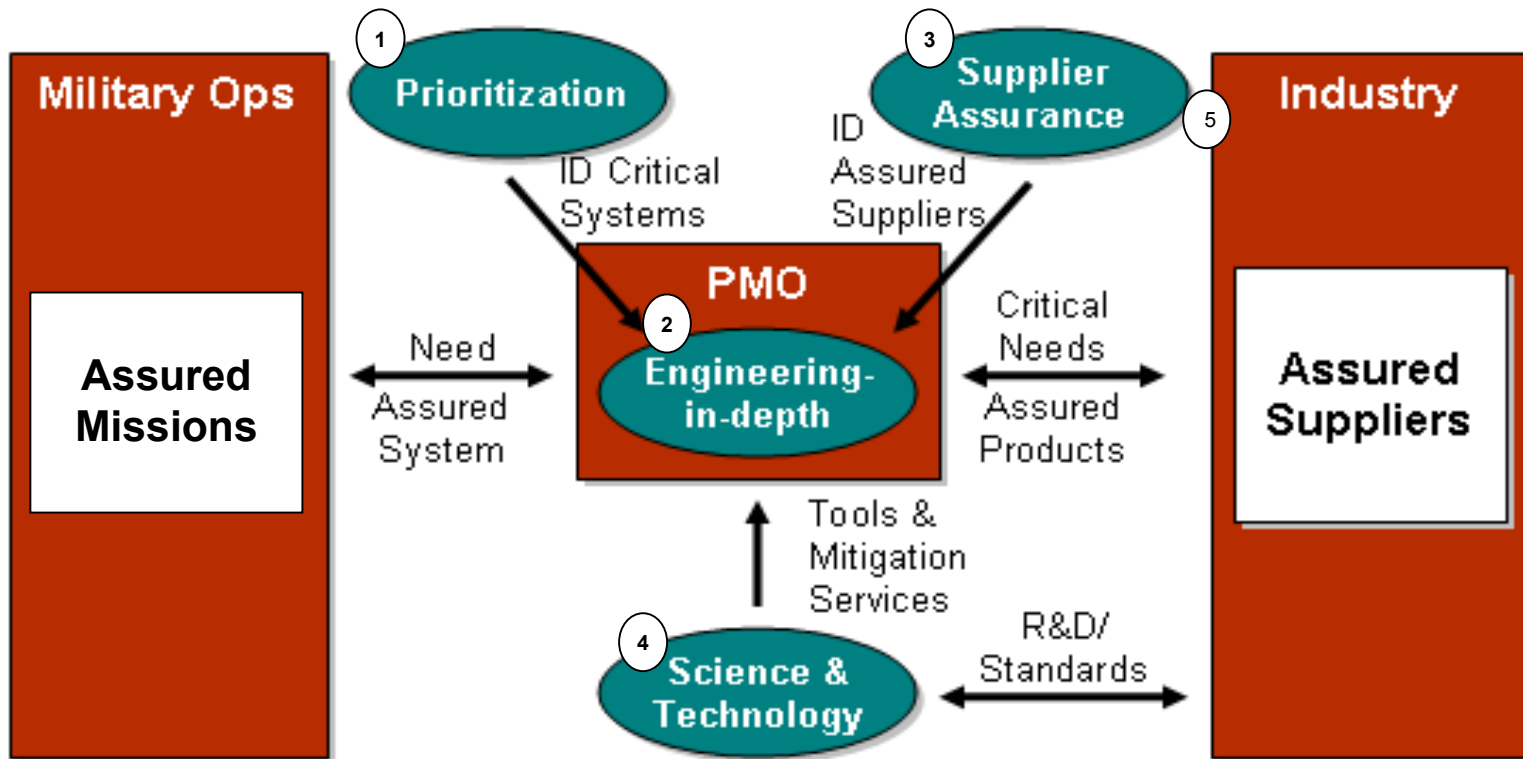 1
Prioritization
3
Supplier
Assurance
5
Military Ops
Industry
ID Critical
Systems
ID
Assured
Suppliers
PMO
2
Engineering-
in-depth
Assured
Missions
Need
Assured
System
Critical
Needs
Assured
Products
Assured
Suppliers
Tools &
Mitigation
Services
4
Science &
Technology
R&D/
Standards